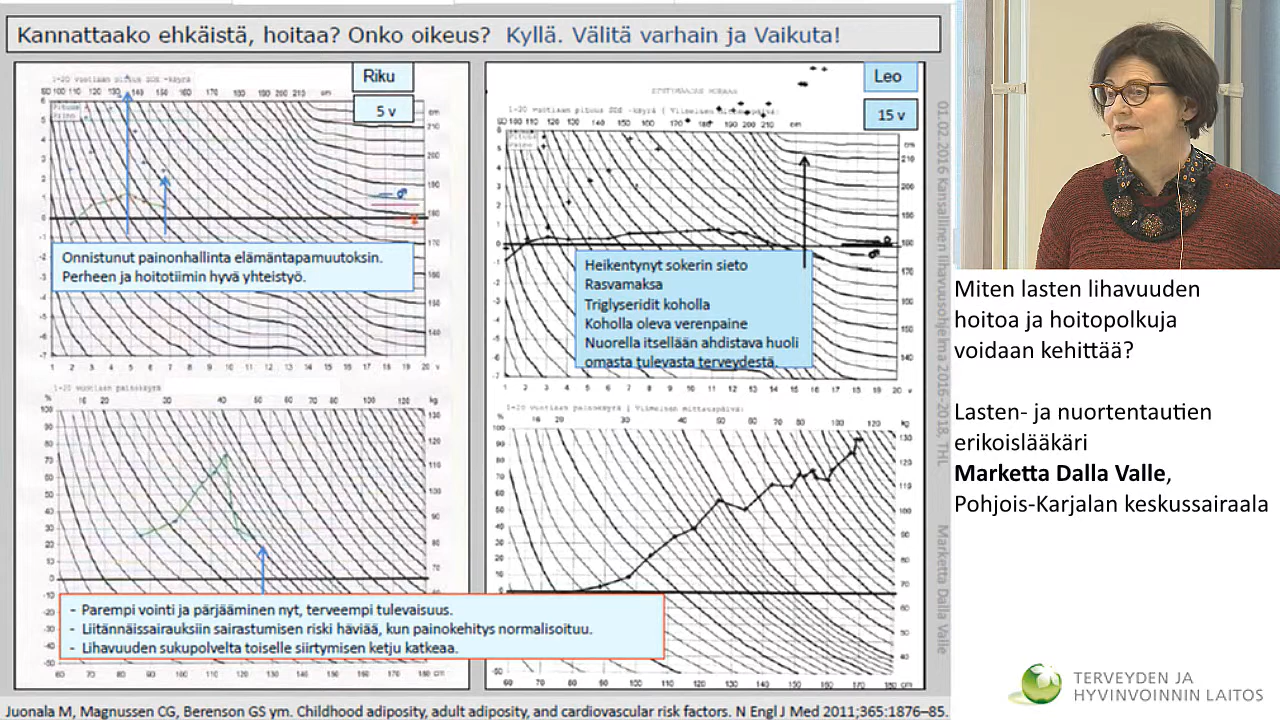 Kannattaako ehkäistä, hoitaa? Onko oikeus? Kyllä. Välitä varhain ja Vaikuta!
Riku
5 v
Onnistunut painonhallinta elämäntapamuutoksin.
Perheen ja hoitotiimin hyvä yhteistyö.
Leo
15 v
Heikentynyt sokerin sieto
Rasvamaksa
Triglyseridit koholla
Koholla oleva verenpaine
Nuorella itsellään ahdistava huoli
omasta tulevasta terveydestä.
- Parempi vointi ja pärjääminen nyt, terveempi tulevaisuus.
- Liitännäissairauksiin sairastumisen riski häviää, kun painokehitys normalisoituu.
- Lihavuuden sukupolvelta toiselle siirtymisen ketju katkeaa.
Juonala M, Magnussen CG, Berenson GS ym. Childhood adiposity, adult adiposity, and cardiovascular risk factors. N Engl J Med 2011;365:1876–85.
01.02.2016 Kansallinen lihavuusohjelma 2016-2018, THL
Marketta Dalla Valle
Miten lasten lihavuuden
hoitoa ja hoitopolkuja
voidaan kehittää?
Lasten- ja nuortentautien
erikoislääkäri
Marketta Dalla Valle,
Pohjois-Karjalan keskussairaala
TERVEYDEN JA
HYVINVOINNIN LAITOS